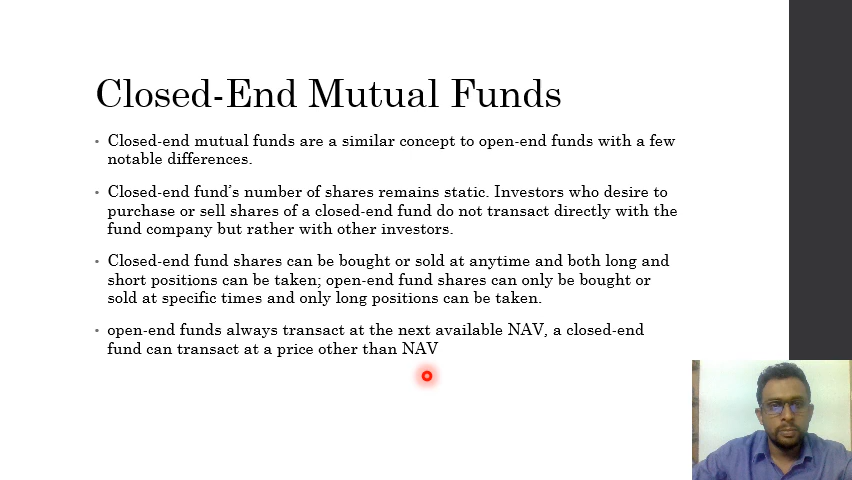 Closed-End Mutual Funds
• Closed-end mutual funds are a similar concept to open-end funds with a few
notable differences.
• Closed-end fund’s number of shares remains static. Investors who desire to
purchase or sell shares of a closed-end fund do not transact directly with the
fund company but rather with other investors.
• Closed-end fund shares can be bought or sold at anytime and both long and
short positions can be taken; open-end fund shares can only be bought or
sold at specific times and only long positions can be taken.
• open-end funds always transact at the next available NAV, a closed-end
fund can transact at a price other than NAV